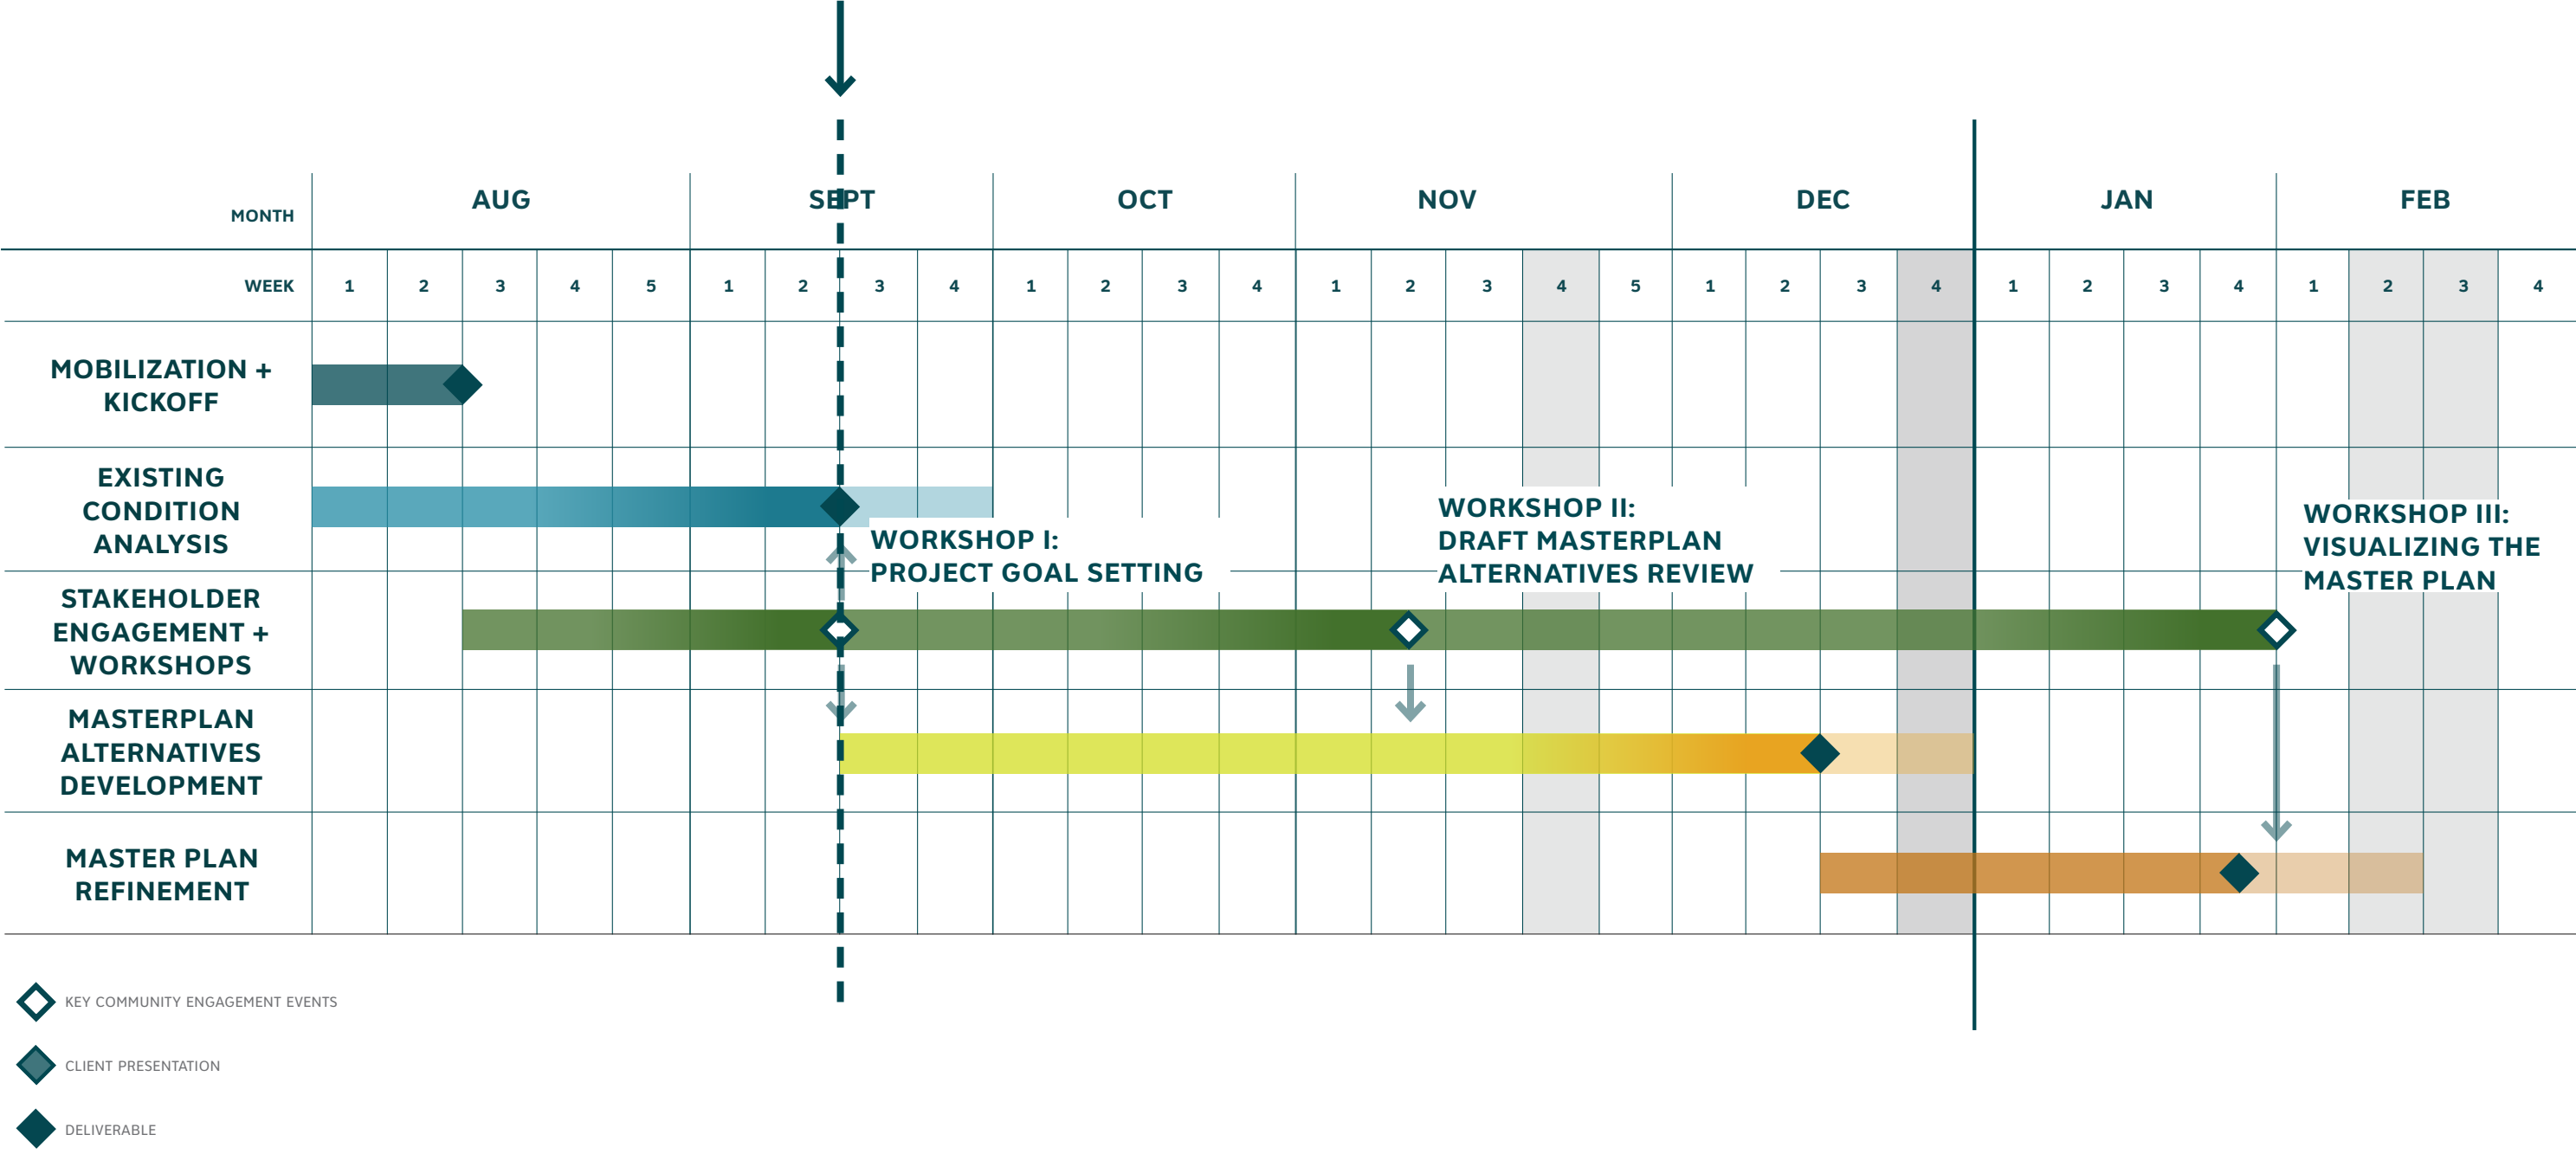 MONTH AUG SEPT OCT NOV DEC JAN FEB
WEEK 1 2 3 4 5 1 2 3 4 1 2 3 4 1 2 3 4 5 1 2 3 4 1 2 3 4 1 2 3 4
MOBILIZATION +
KICKOFF
EXISTING
CONDITION
ANALYSIS
WORKSHOP I:
PROJECT GOAL SETTING
WORKSHOP II:
DRAFT MASTERPLAN
ALTERNATIVES REVIEW
WORKSHOP III:
VISUALIZING THE
MASTER PLAN
STAKEHOLDER
ENGAGEMENT +
WORKSHOPS
MASTERPLAN
ALTERNATIVES
DEVELOPMENT
MASTER PLAN
REFINEMENT
KEY COMMUNITY ENGAGEMENT EVENTS
CLIENT PRESENTATION
DELIVERABLE